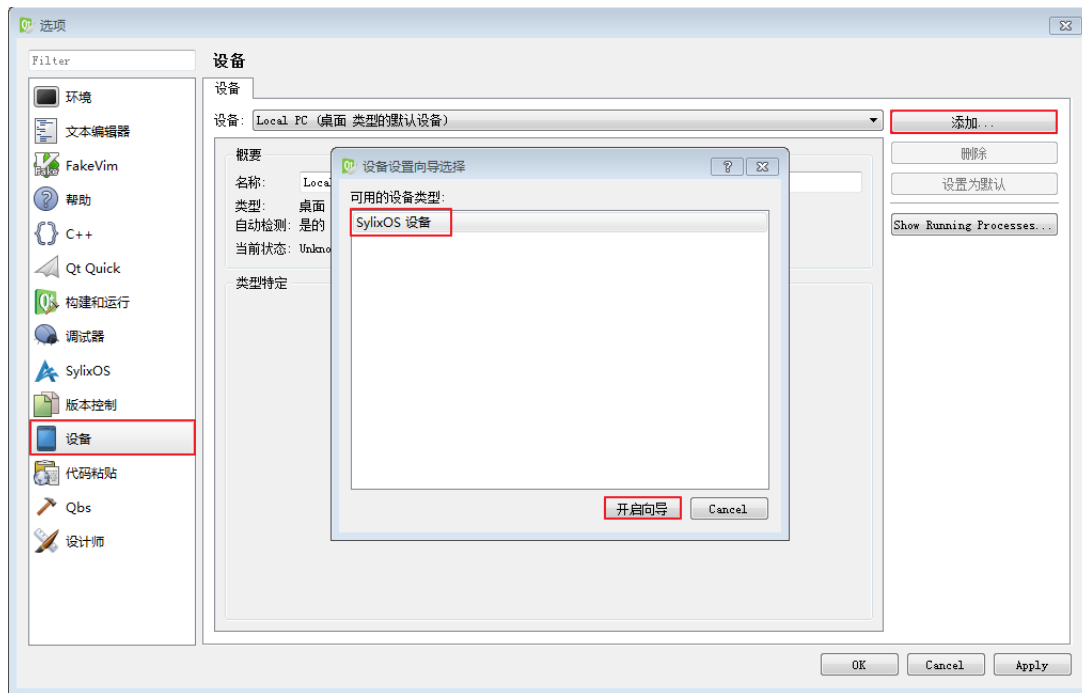 选项
Filter
环境
文本编辑器
FakeVim
帮助
C++
Qt Quick
构建和运行
调试器
SylixOS
版本控制
设备
代码粘贴
Qbs
设计师
设备
设备
设备: Local PC (桌面 类型的默认设备)
概要
名称: Loca
类型: 桌面
自动检测: 是的
当前状态: Unkno
类型特定
设备设置向导选择
可用的设备类型:
SylixOS 设备
开启向导 Cancel
添加...
删除
设置为默认
Show Running Processes...
OK Cancel Apply